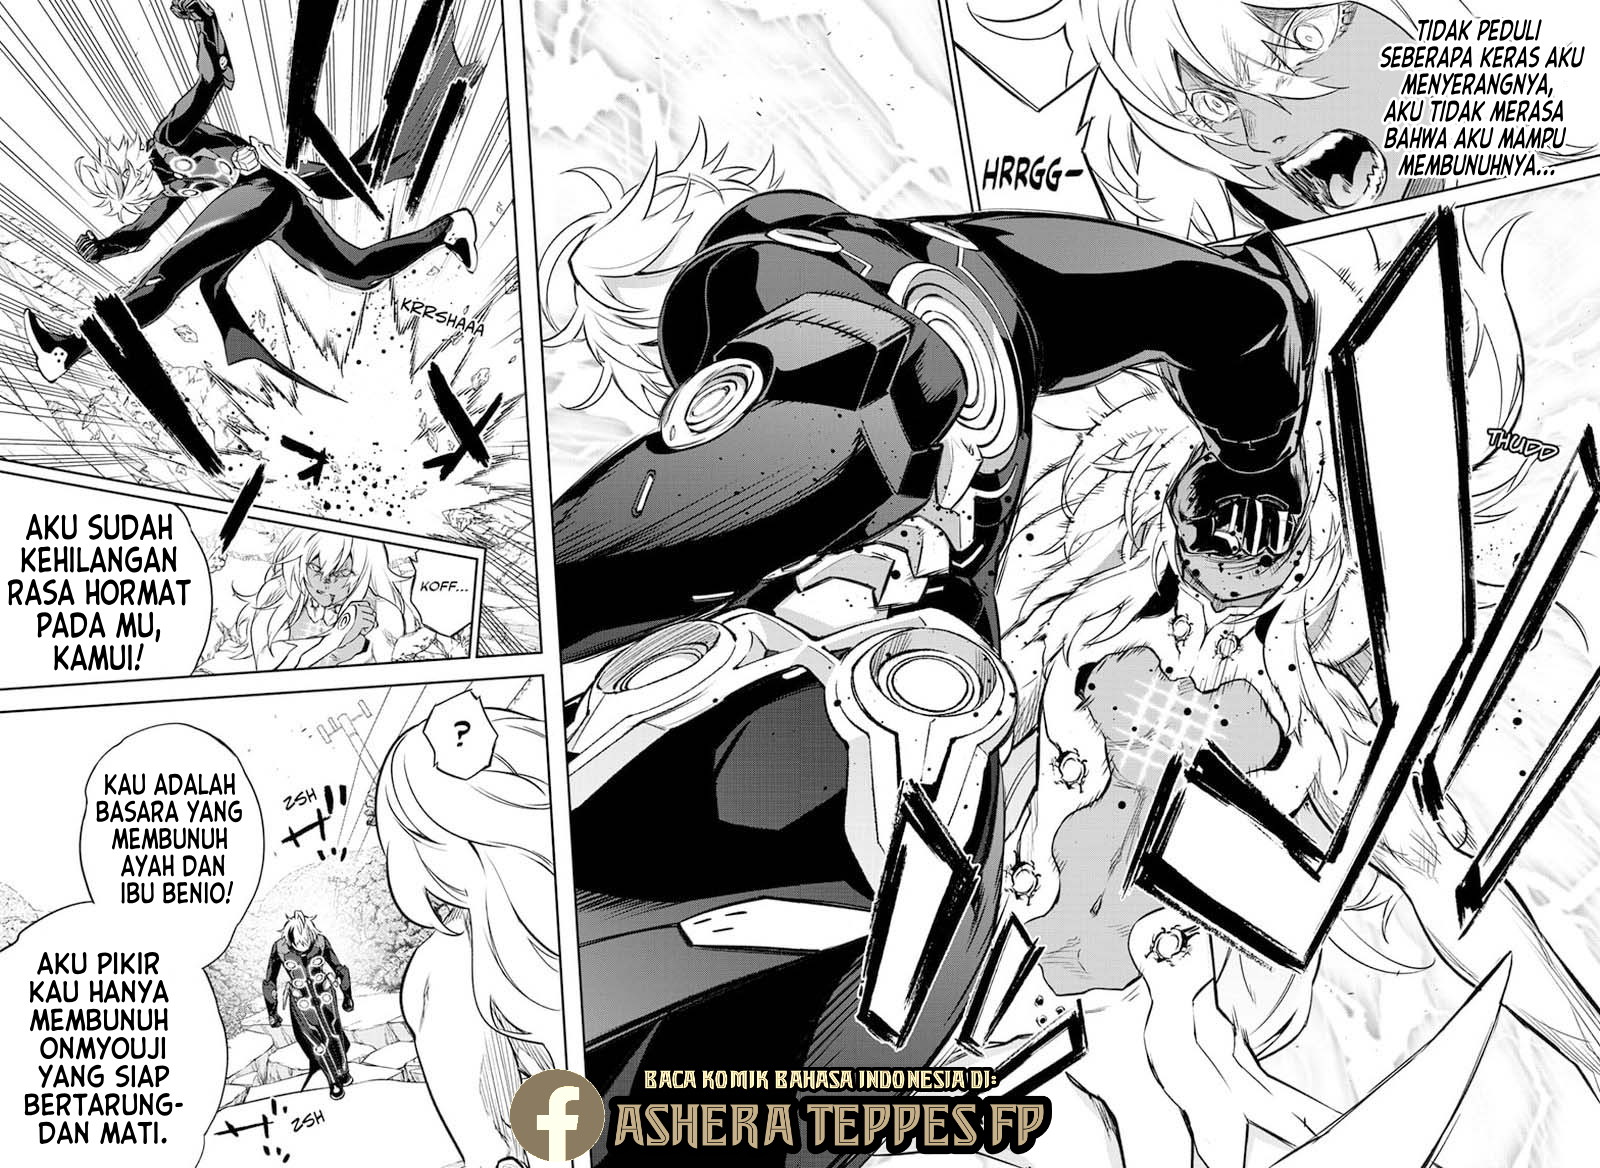 TIDAK PEDULI
SEBERAPA KERAS AKU
MENYERANGNYA,
AKU TIDAK MERASA
BAHWA AKU MAMPU
MEMBUNUHNYA...
HRRGG-
THUDD
KRRSHAAA
KOFF...
AKU SUDAH
KEHILANGAN
RASA HORMAT
PADA MU,
KAMUI!
?
ZSH
KAU ADALAH
BASARA YANG
MEMBUNUH
AYAH DAN
IBU BENIO!
AKU PIKIR
KAU HANYA
MEMBUNUH
ONMYOUJI
YANG SIAP
BERTARUNG-
DAN MATI.
ZSH
BACA KOMIK BAHASA INDONESIA DI:
f ASHERA TEPPES FP